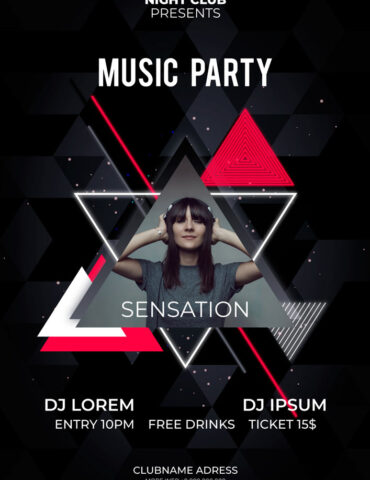 NIGHT CLUB
PRESENTS
MUSIC PARTY
SENSATION
DJ LOREM DJ IPSUM
ENTRY 10PM FREE DRINKS TICKET 15$
CLUBNAME ADRESS